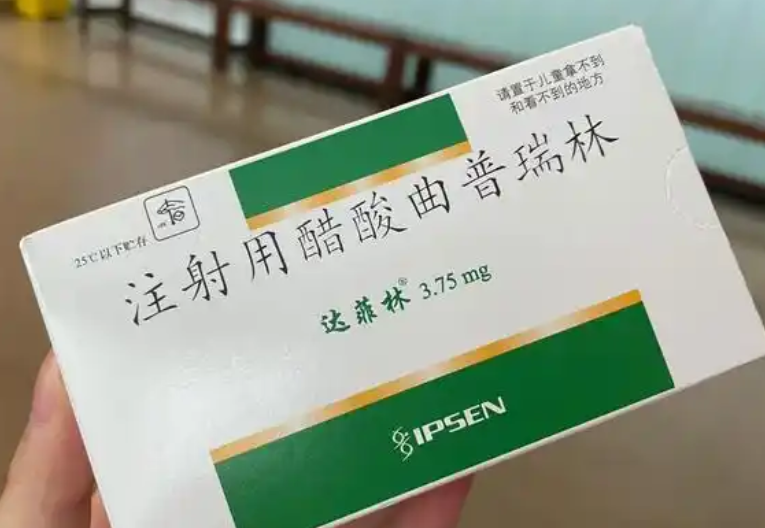 请置于儿童拿不到
和看不到的地方
25℃以下贮存
注射用醋酸曲普瑞林
达菲林® 3.75 mg
IPSEN